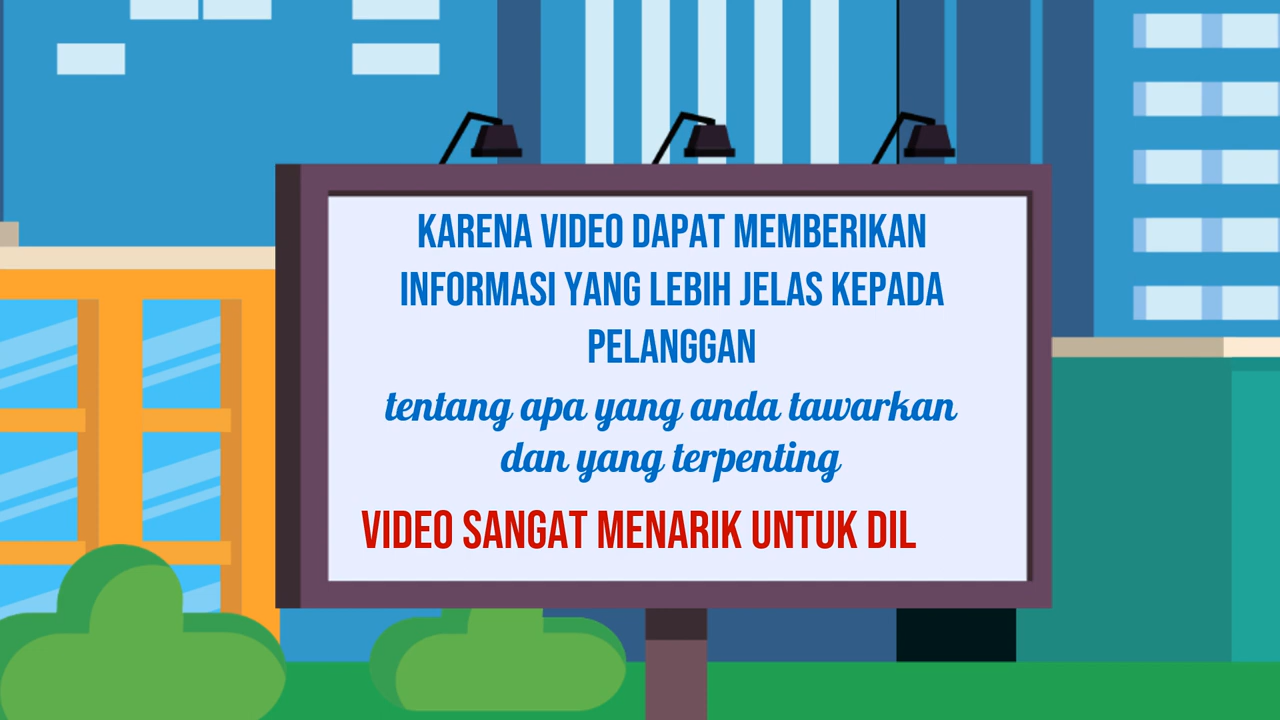 KARENA VIDEO DAPAT MEMBERIKAN
INFORMASI YANG LEBIH JELAS KEPADA
PELANGGAN
tentang apa yang anda tawarkan
dan yang terpenting
VIDEO SANGAT MENARIK UNTUK DIL